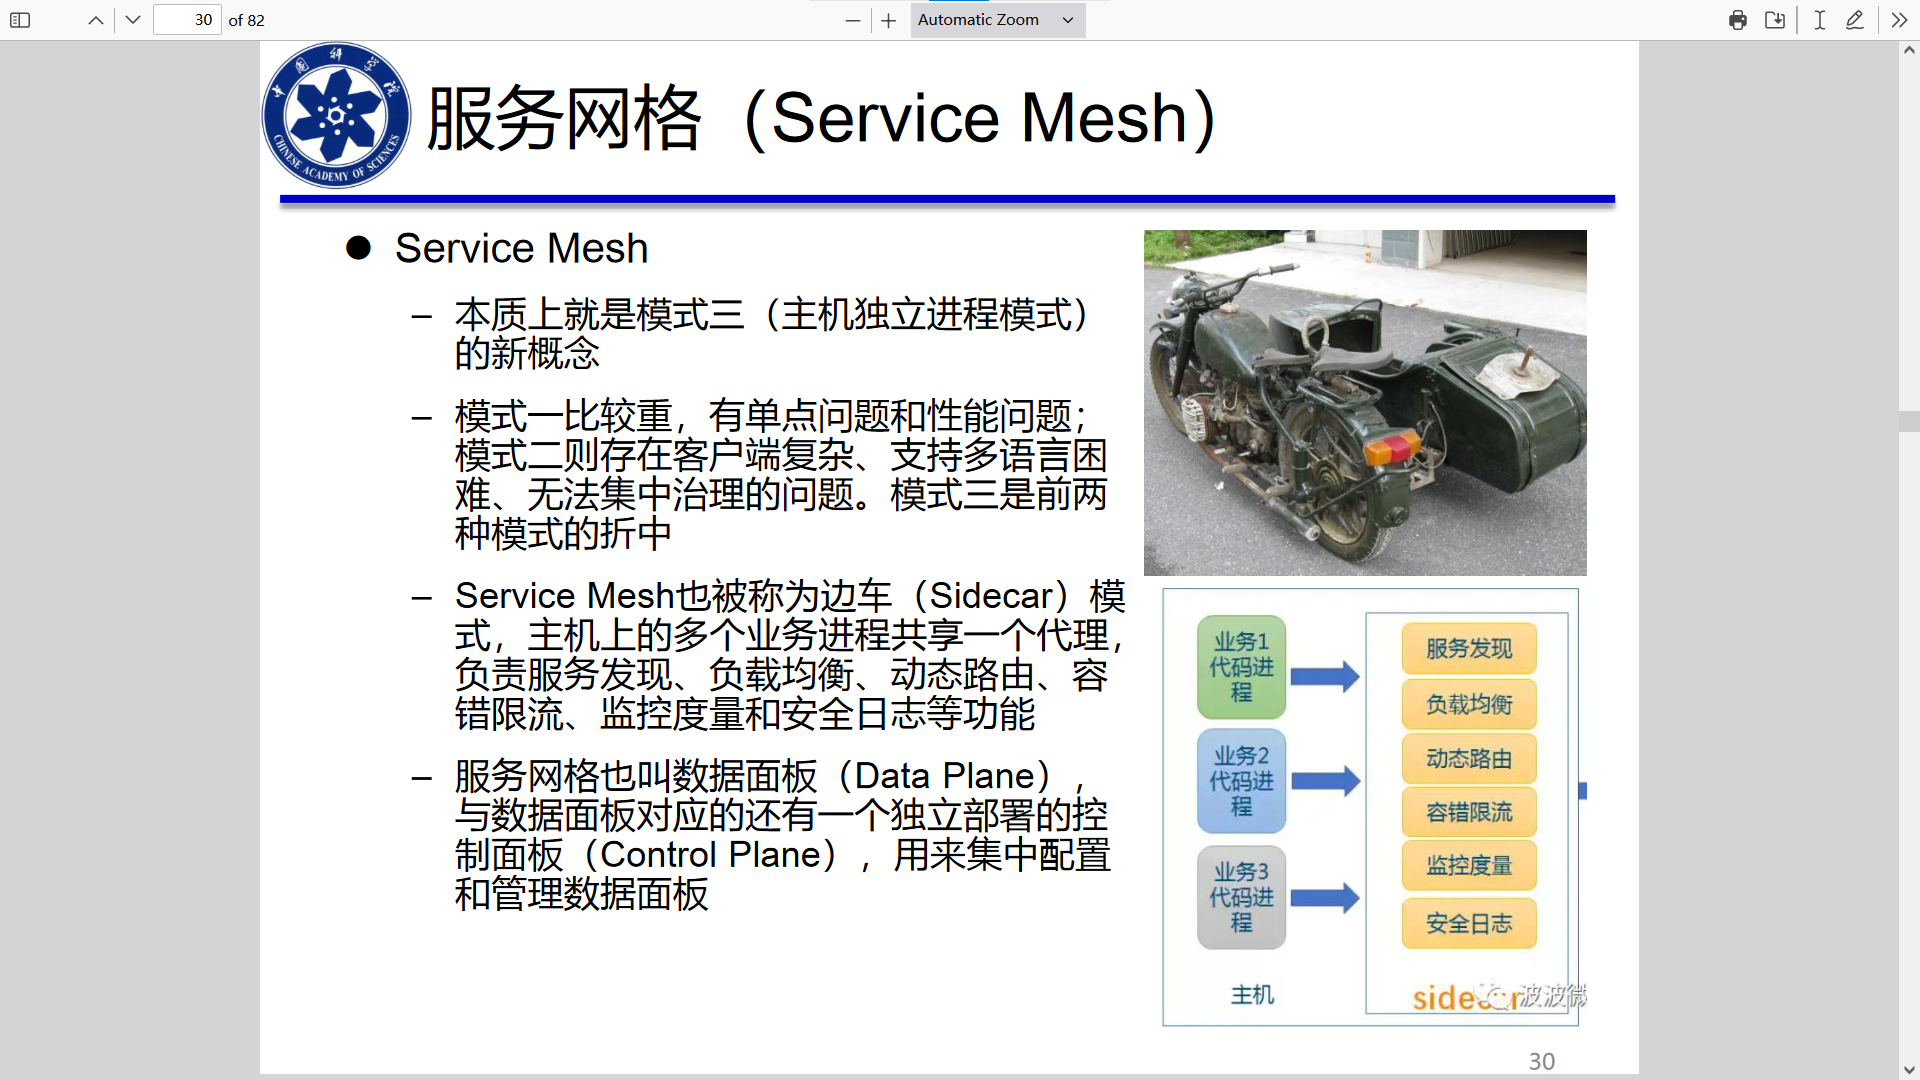 30 of 82
Automatic Zoom
中国科学院
CHINESE ACADEMY OF SCIENCES
服务网格（Service Mesh）
● Service Mesh
– 本质上就是模式三（主机独立进程模式）
的新概念
– 模式一比较重，有单点问题和性能问题；
模式二则存在客户端复杂、支持多语言困
难、无法集中治理的问题。模式三是前两
种模式的折中
– Service Mesh也被称为边车（Sidecar）模
式，主机上的多个业务进程共享一个代理，
负责服务发现、负载均衡、动态路由、容
错限流、监控度量和安全日志等功能
– 服务网格也叫数据面板（Data Plane），
与数据面板对应的还有一个独立部署的控
制面板（Control Plane），用来集中配置
和管理数据面板
业务1
代码进
程
业务2
代码进
程
业务3
代码进
程
主机
服务发现
负载均衡
动态路由
容错限流
监控度量
安全日志
sidecar
波波微
30